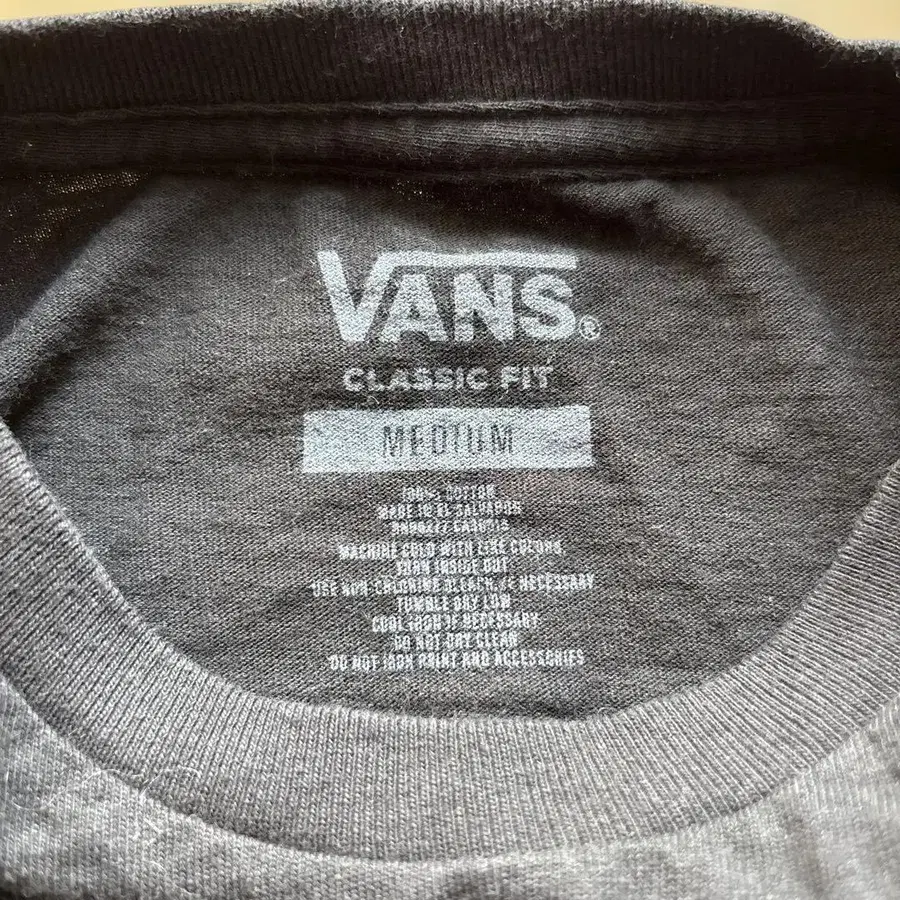 VANS®
CLASSIC FIT
MEDIUM
100% COTTON
MADE IN EL SALVADOR
MACHINE COLD WITH LIKE COLORS,
TURN INSIDE OUT
USE NON-CHLORINE BLEACH, IF NECESSARY
TUMBLE DRY LOW
COOL IRON IF NECESSARY
DO NOT DRY CLEAN
DO NOT IRON PRINT AND ACCESSORIES